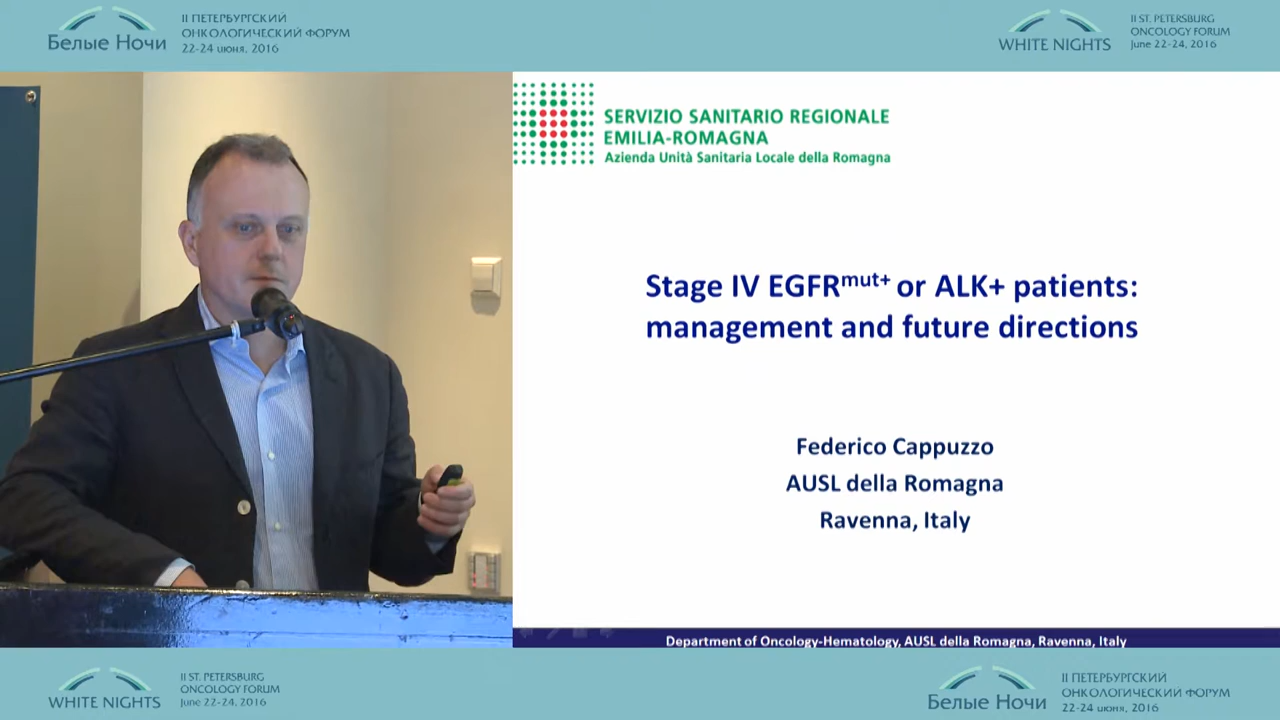 Белые Ночи
II ПЕТЕРБУРГСКИЙ
ОНКОЛОГИЧЕСКИЙ ФОРУМ
22-24 июня, 2016
WHITE NIGHTS
II ST. PETERSBURG
ONCOLOGY FORUM
June 22-24, 2016
SERVIZIO SANITARIO REGIONALE
EMILIA-ROMAGNA
Azienda Unità Sanitaria Locale della Romagna
Stage IV EGFRmut+ or ALK+ patients:
management and future directions
Federico Cappuzzo
AUSL della Romagna
Ravenna, Italy
Department of Oncology-Hematology, AUSL della Romagna, Ravenna, Italy
WHITE NIGHTS
II ST. PETERSBURG
ONCOLOGY FORUM
June 22-24, 2016
Белые Ночи
II ПЕТЕРБУРГСКИЙ
ОНКОЛОГИЧЕСКИЙ ФОРУМ
22-24 июня, 2016